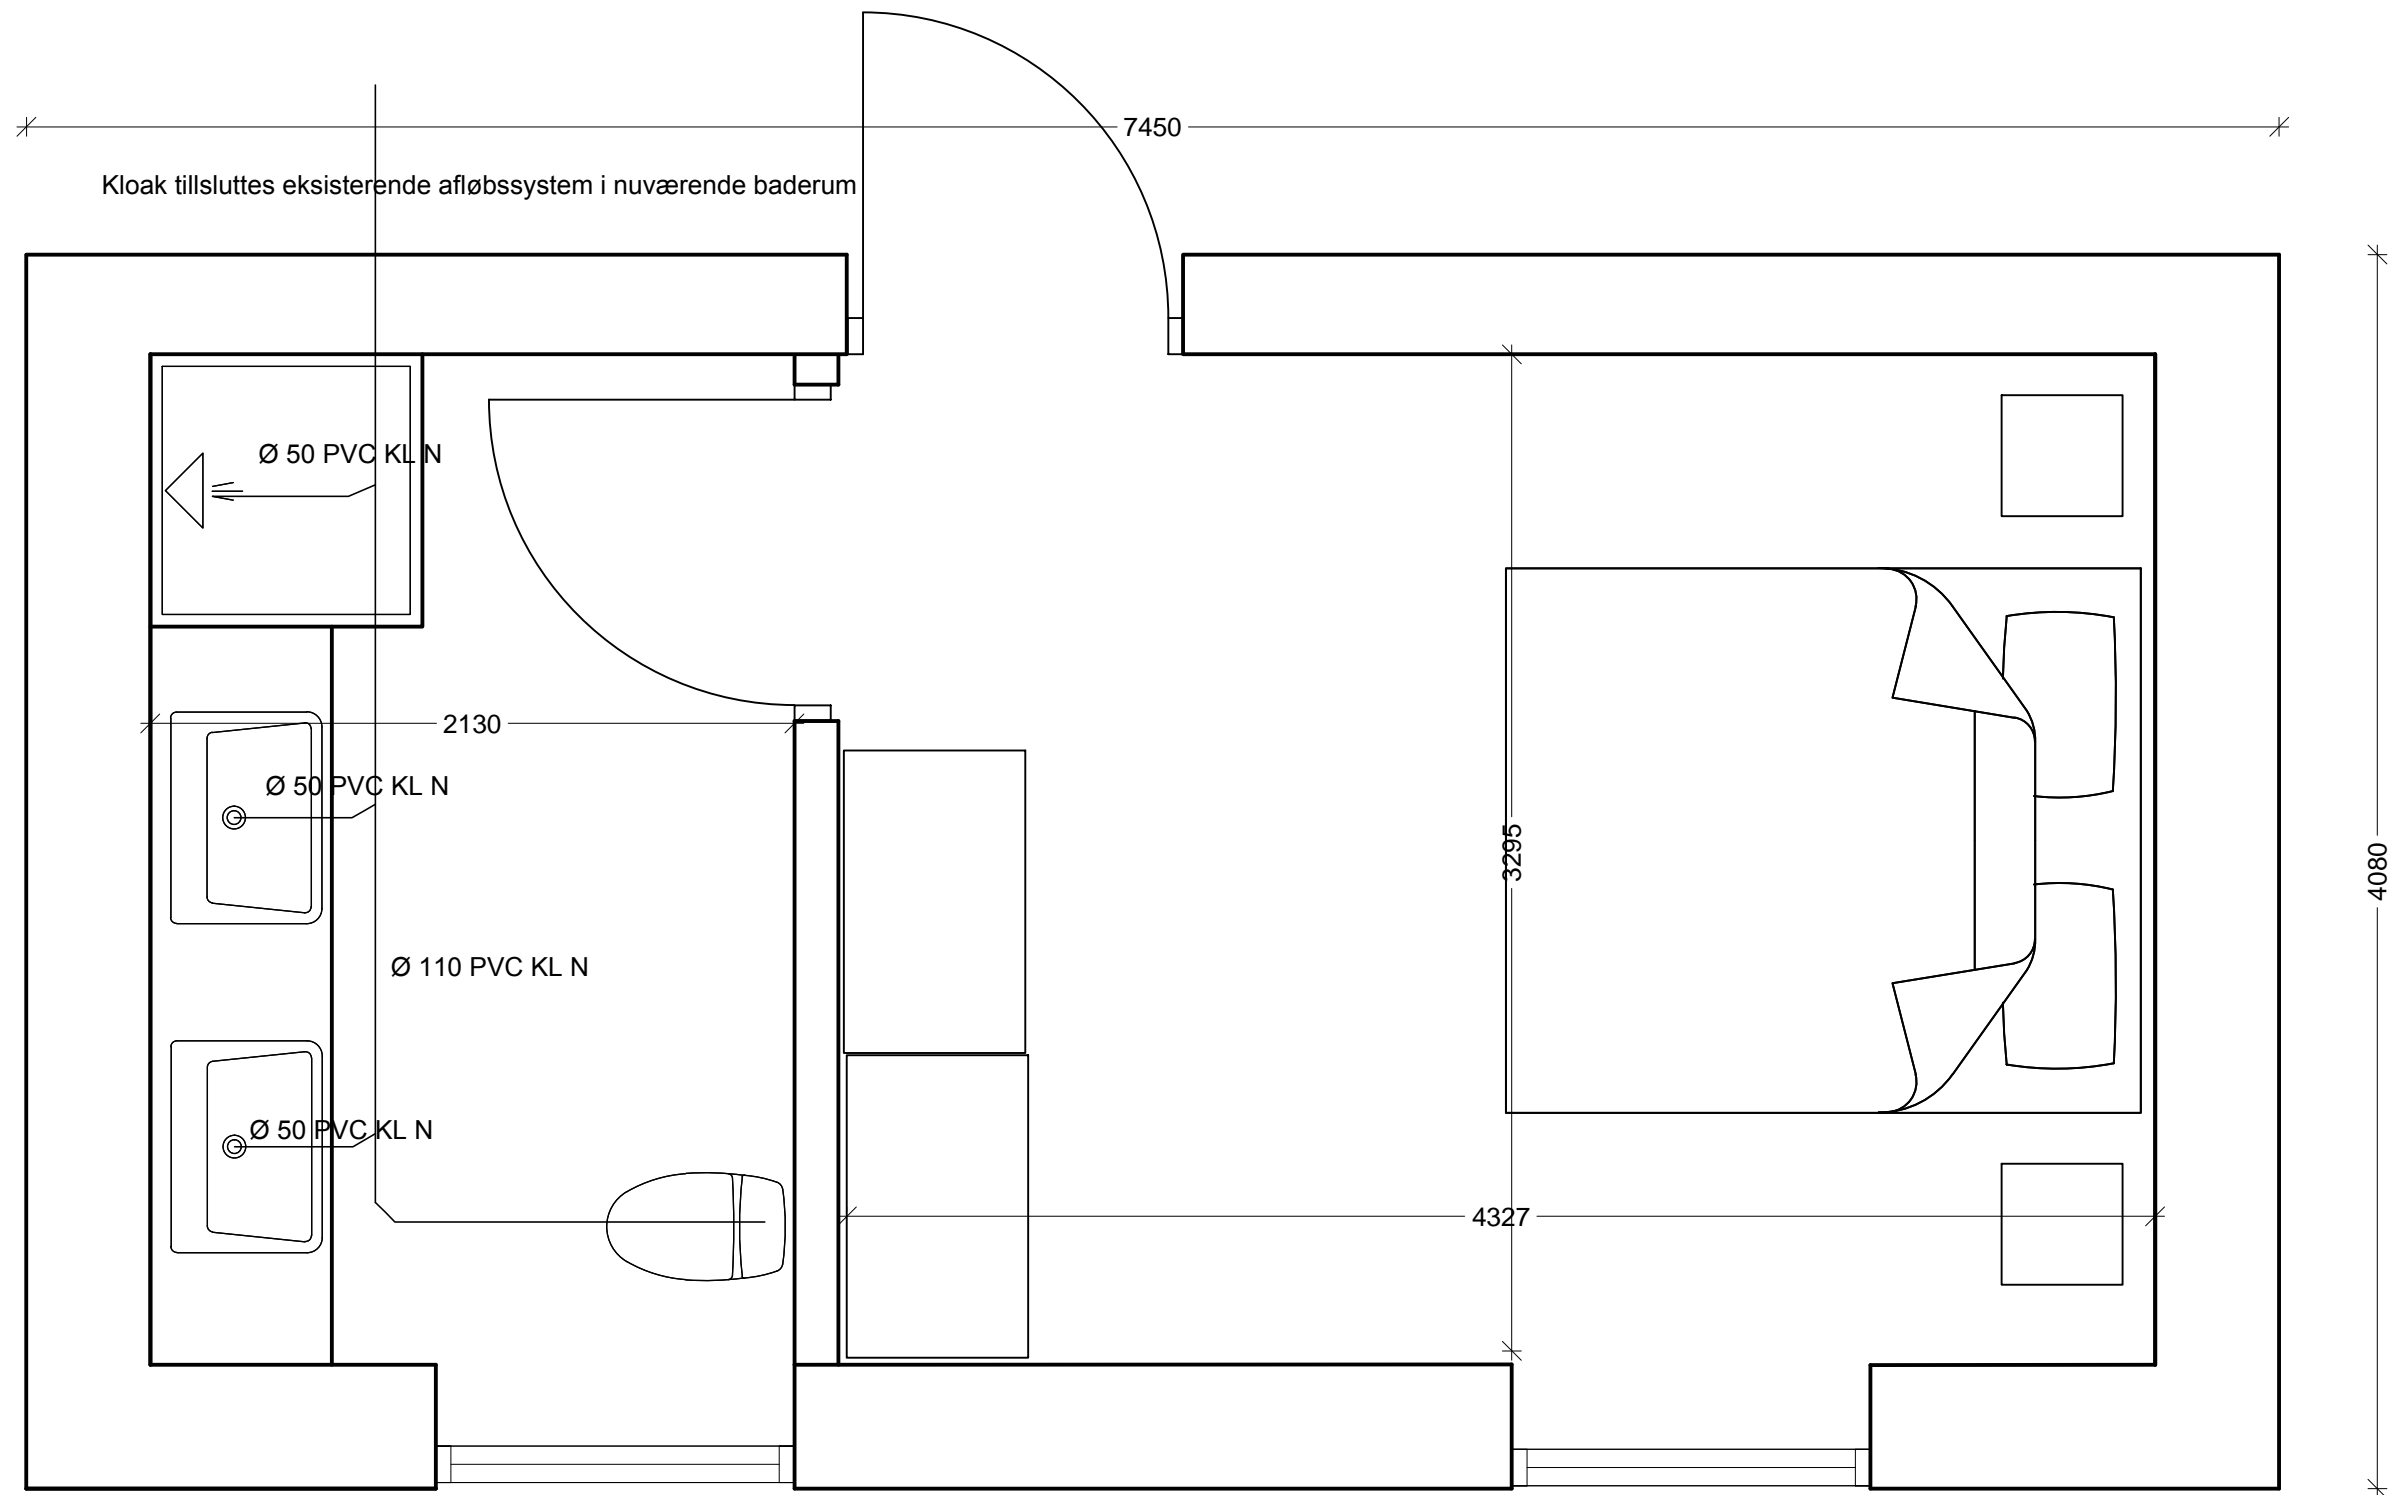 7450
Kloak tillsluttes eksisterende afløbssystem i nuværende baderum
Ø 50 PVC KL N
2130
Ø 50 PVC KL N
3295
4080
Ø 110 PVC KL N
Ø 50 PVC KL N
4327